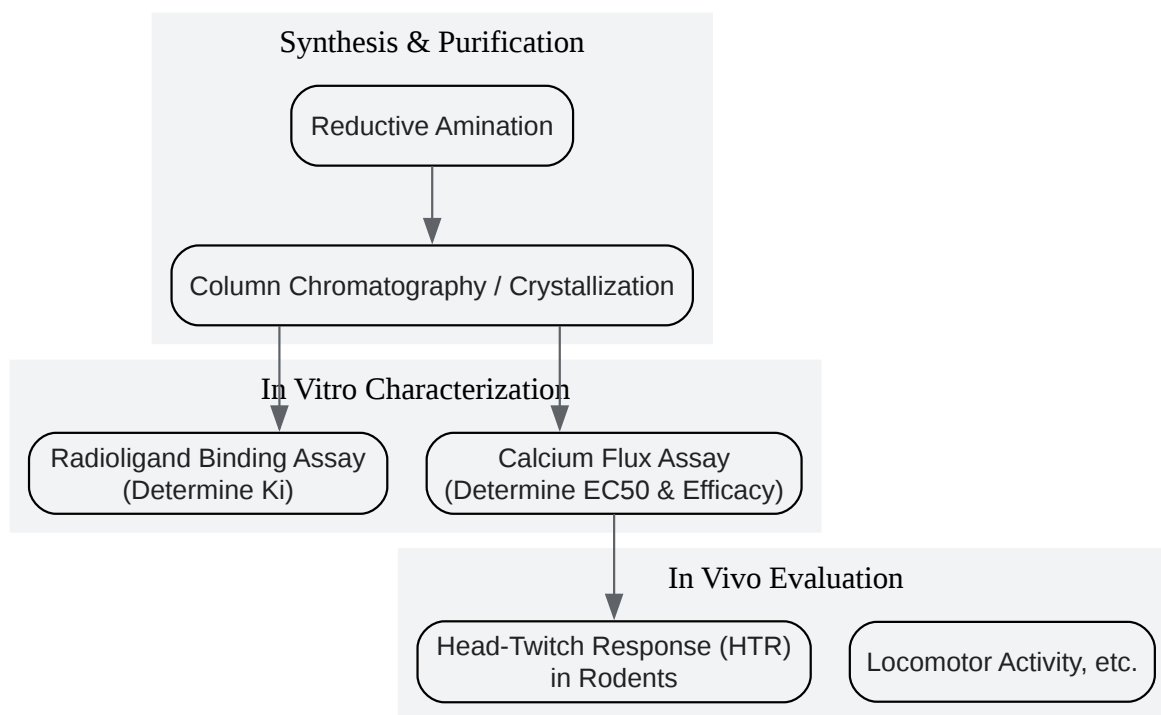 Synthesis & Purification
Reductive Amination
Column Chromatography / Crystallization
In Vitro Characterization
Radioligand Binding Assay
(Determine Ki)
Calcium Flux Assay
(Determine EC50 & Efficacy)
In Vivo Evaluation
Head-Twitch Response (HTR)
in Rodents
Locomotor Activity, etc.